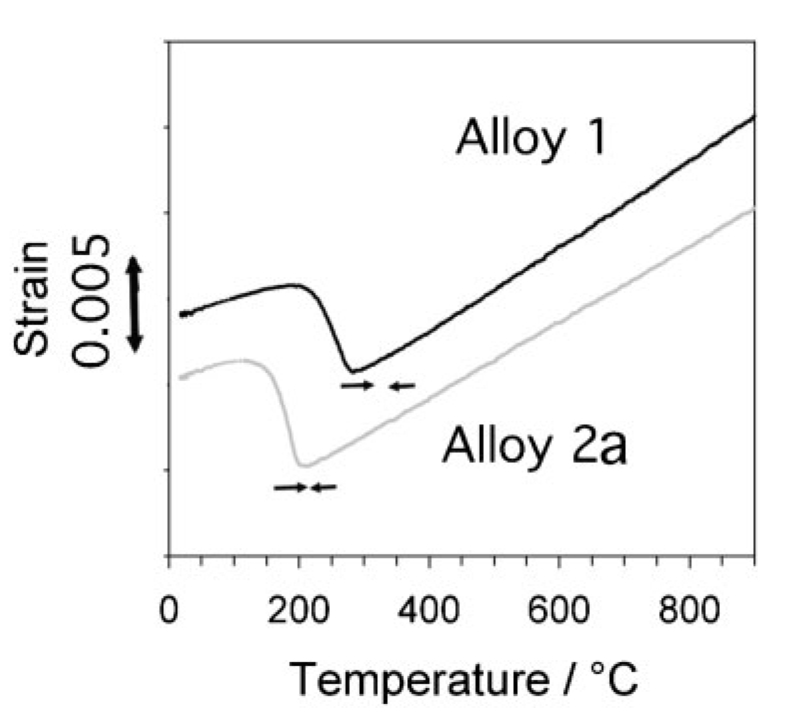 Alloy 1
Strain
0.005
Alloy 2a
0 200 400 600 800
Temperature / °C